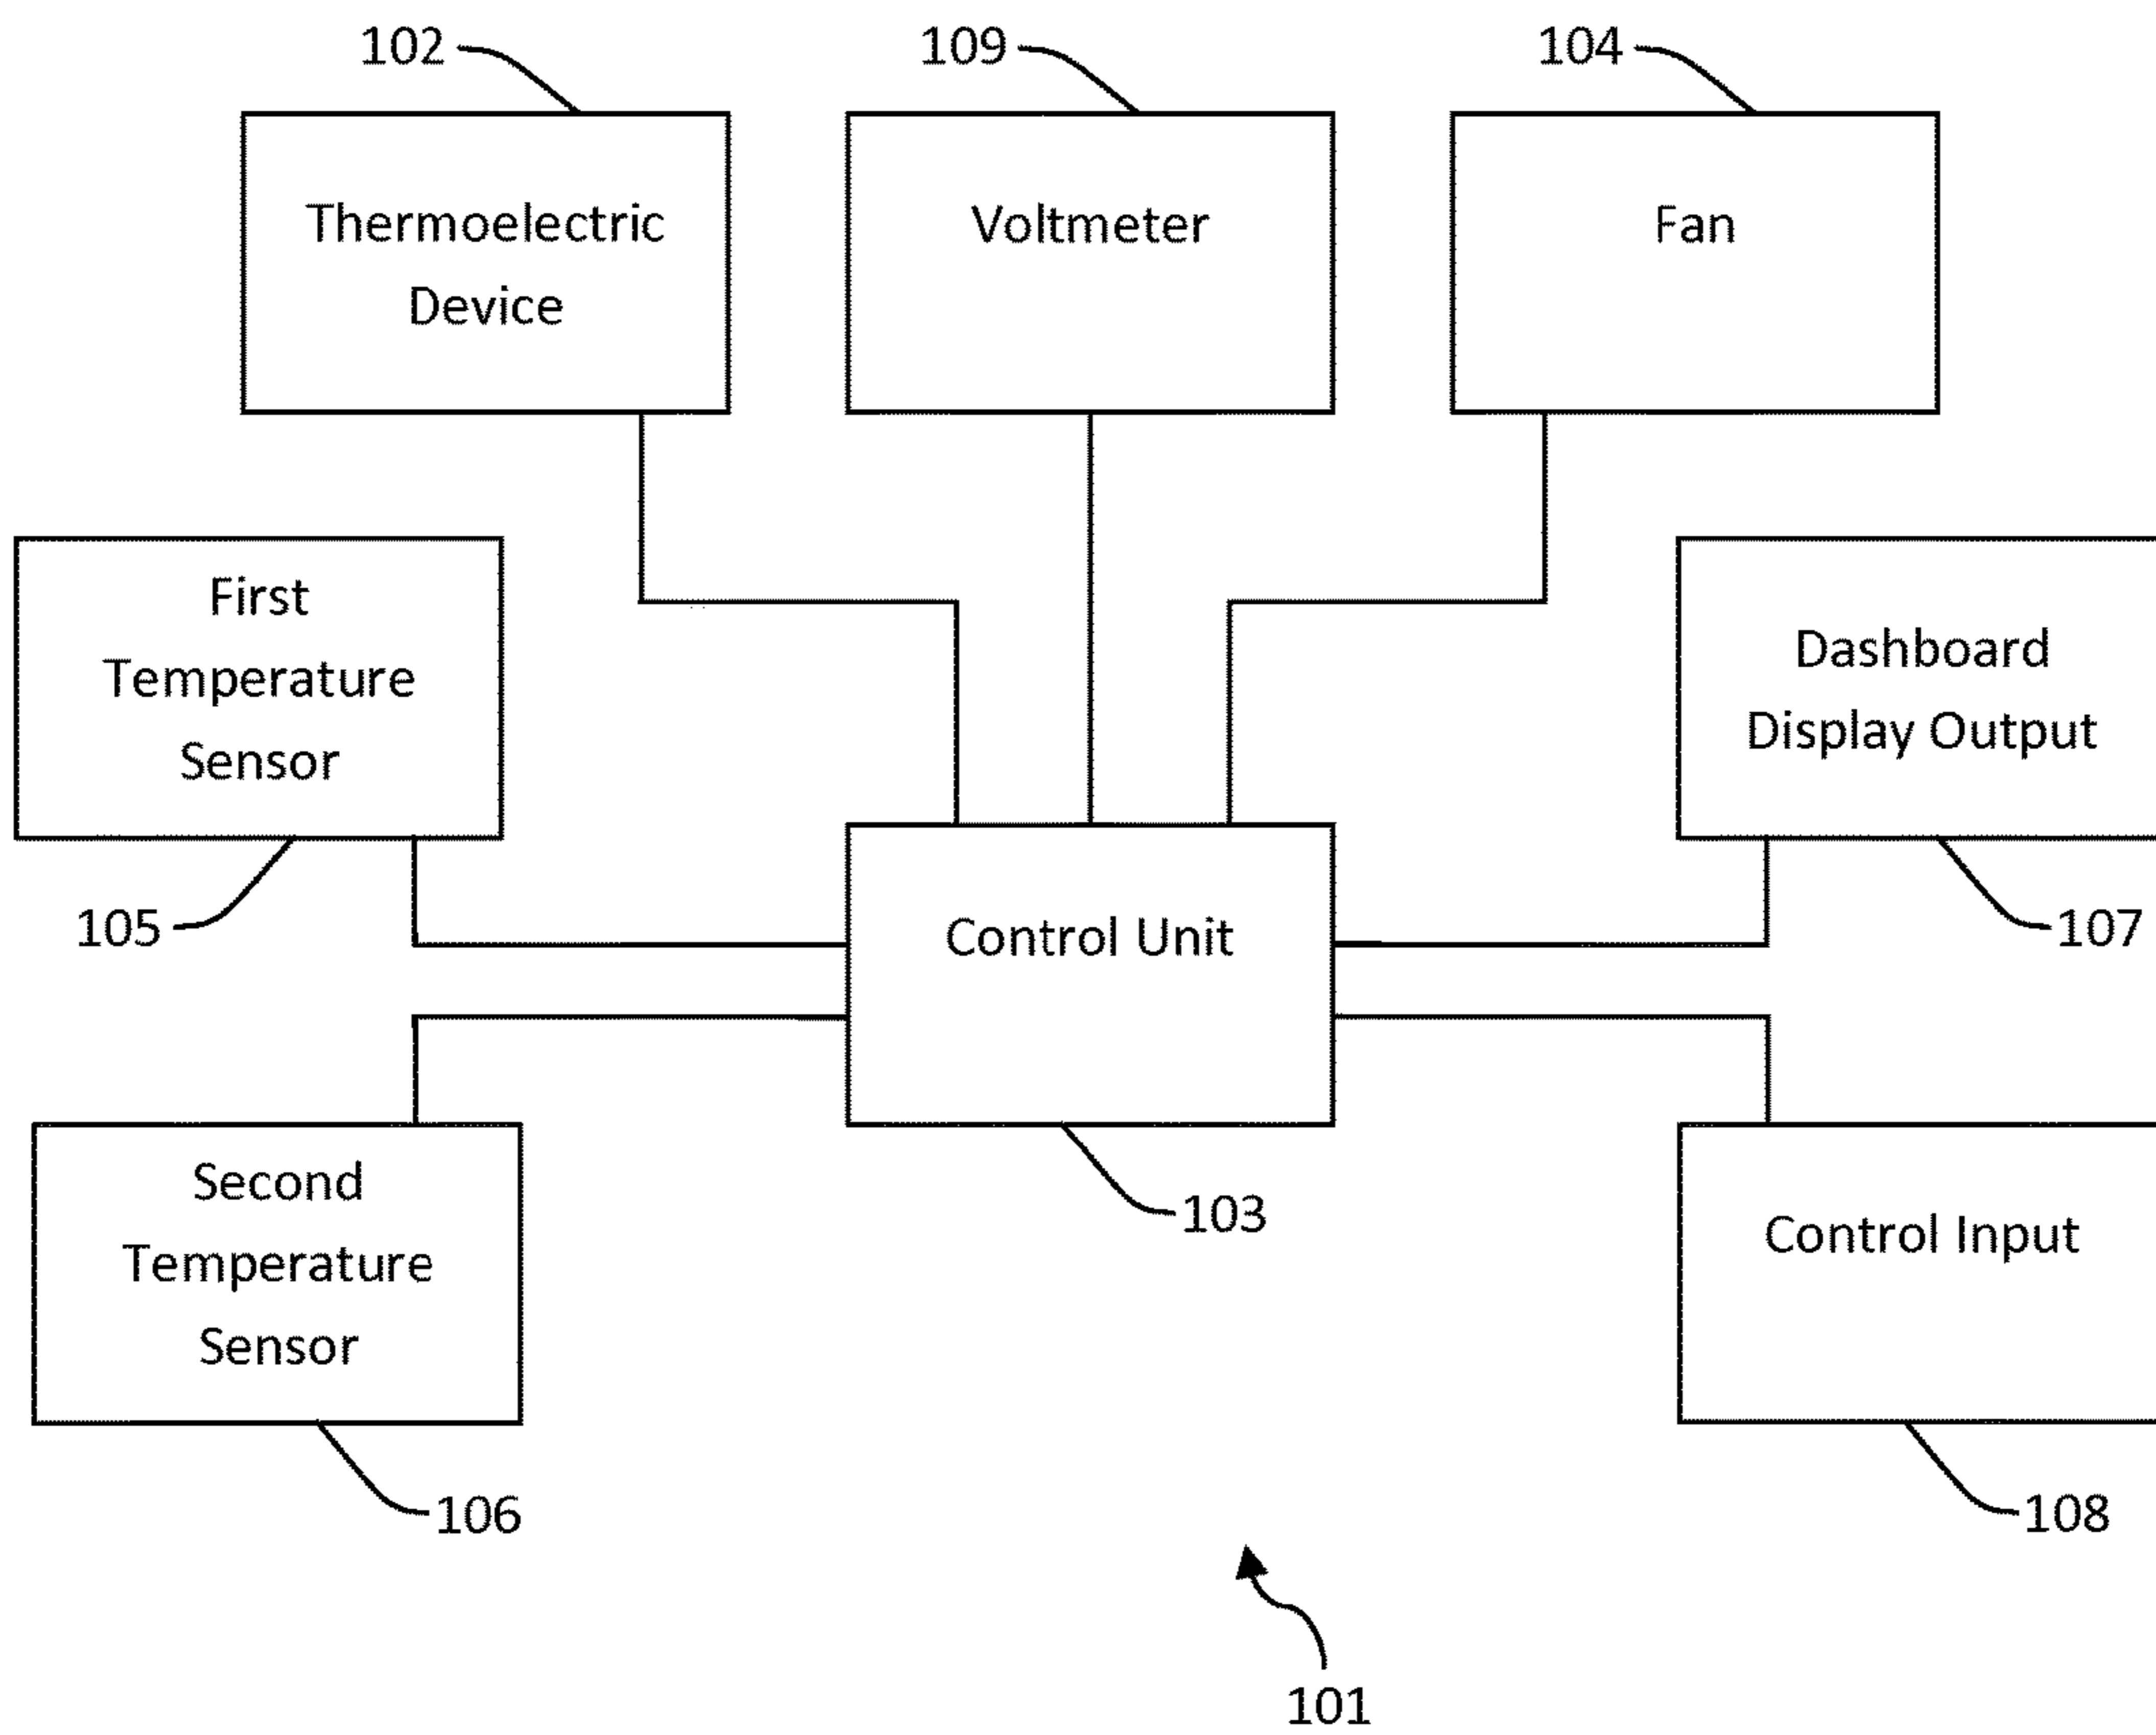 102
109
104
Thermoelectric
Device
Voltmeter
Fan
First
Temperature
Sensor
105
Dashboard
Display Output
107
Control Unit
103
Second
Temperature
Sensor
106
Control Input
108
101